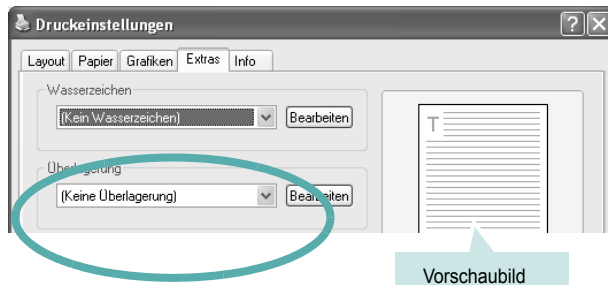 Druckeinstellungen
Layout Papier Grafiken Extras Info
Wasserzeichen
(Kein Wasserzeichen) Bearbeiten
T
Überlagerung
(Keine Überlagerung) Bearbeiten
Vorschaubild